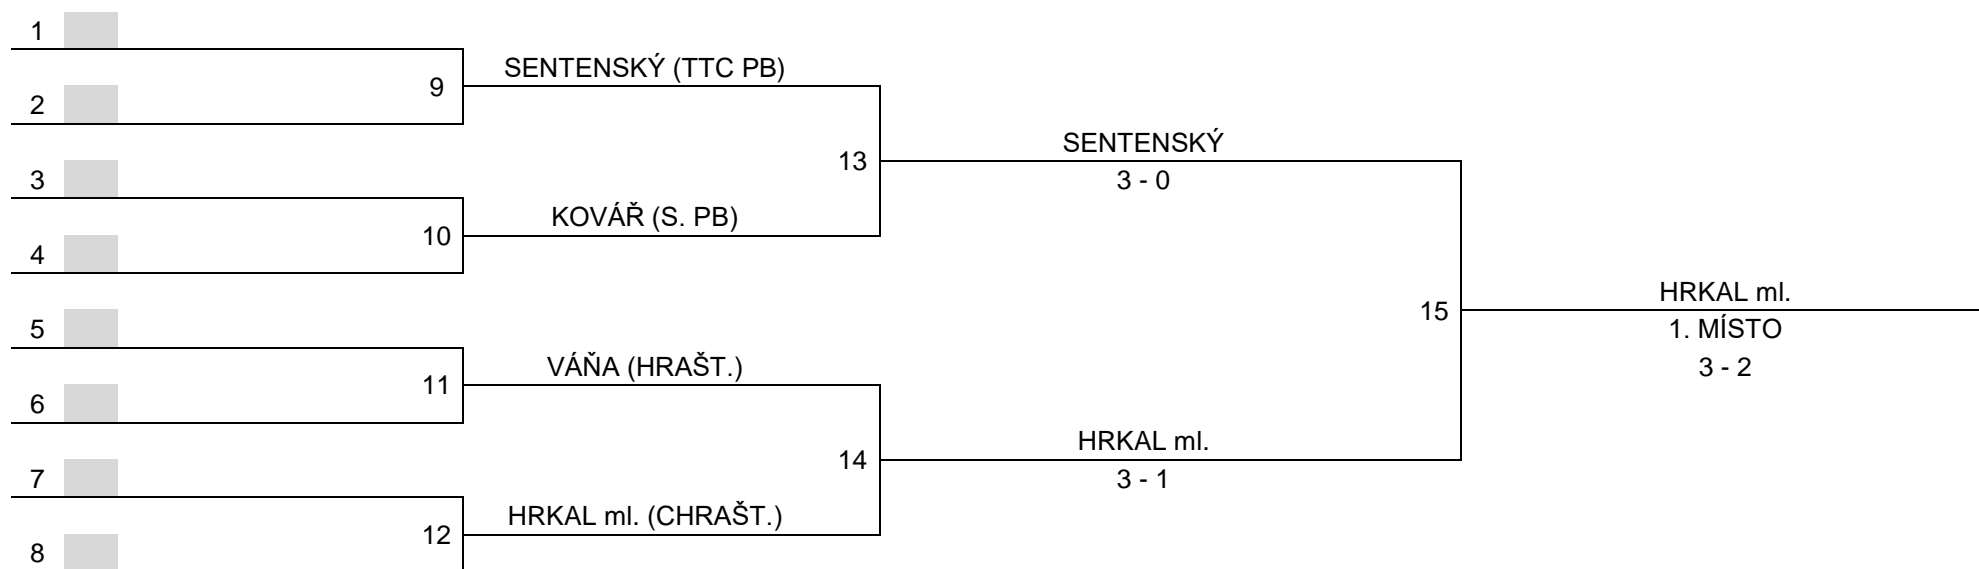 1
SENTENSKÝ (TTC PB)
9
2
SENTENSKÝ
13
3
3 - 0
KOVÁŘ (S. PB)
10
4
HRKAL ml.
15
5
1. MÍSTO
VÁŇA (HRAŠT.)
3 - 2
11
6
HRKAL ml.
14
7
3 - 1
HRKAL ml. (CHRAŠT.)
12
8